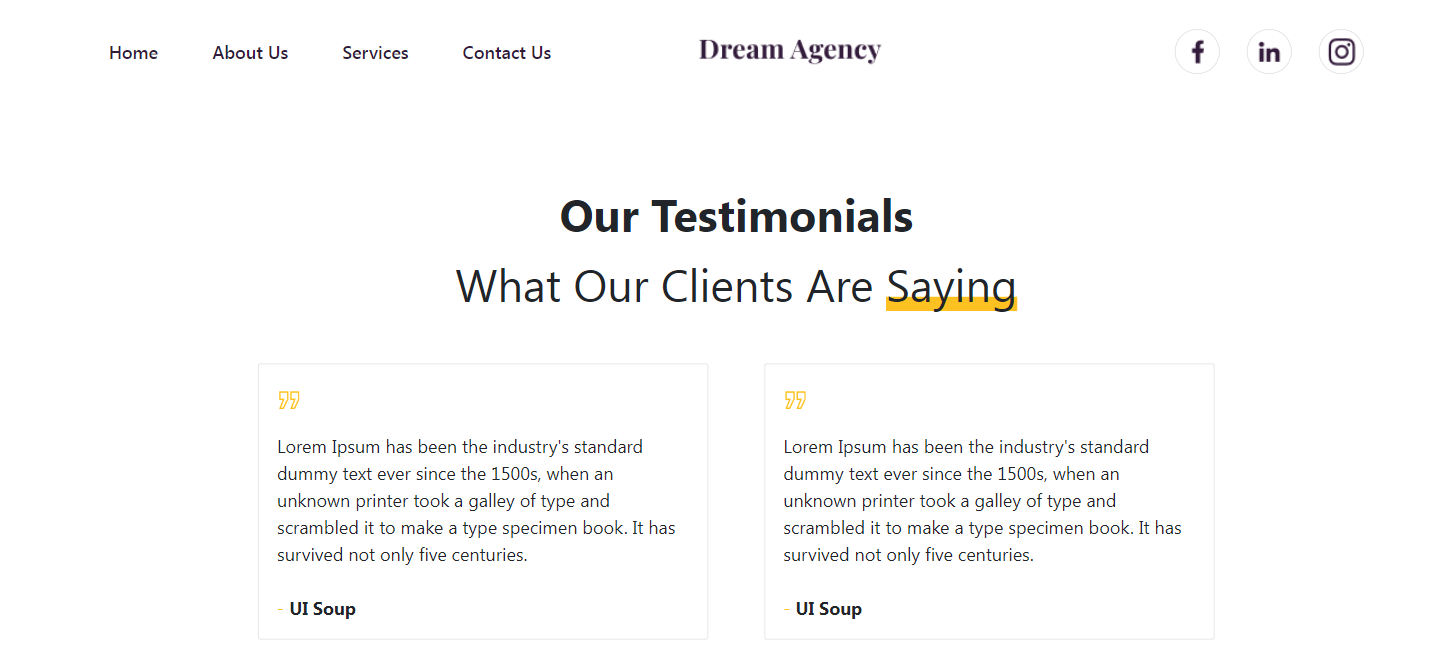 Home About Us Services Contact Us Dream Agency
Our Testimonials
What Our Clients Are Saying
Lorem Ipsum has been the industry's standard
dummy text ever since the 1500s, when an
unknown printer took a galley of type and
scrambled it to make a type specimen book. It has
survived not only five centuries.
- UI Soup
Lorem Ipsum has been the industry's standard
dummy text ever since the 1500s, when an
unknown printer took a galley of type and
scrambled it to make a type specimen book. It has
survived not only five centuries.
- UI Soup